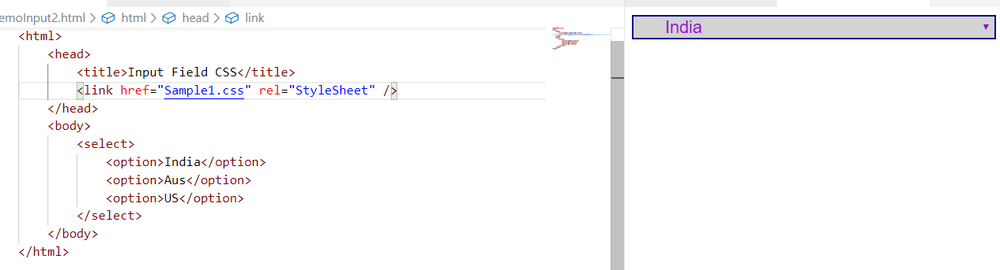 emoInput2.html > html > head > link
<html>
<head>
<title>Input Field CSS</title>
<link href="Sample1.css" rel="StyleSheet" />
</head>
<body>
<select>
<option>India</option>
<option>Aus</option>
<option>US</option>
</select>
</body>
</html>
India